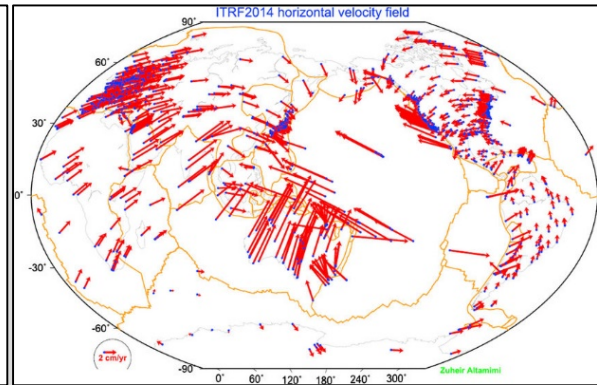 ITRF2014 horizontal velocity field
90˚
60˚
30˚
0˚
-30˚
-60˚
-90
0˚ 60˚ 120˚ 180˚ 240˚ 300˚
2 cm/yr
Zuheir Altamimi